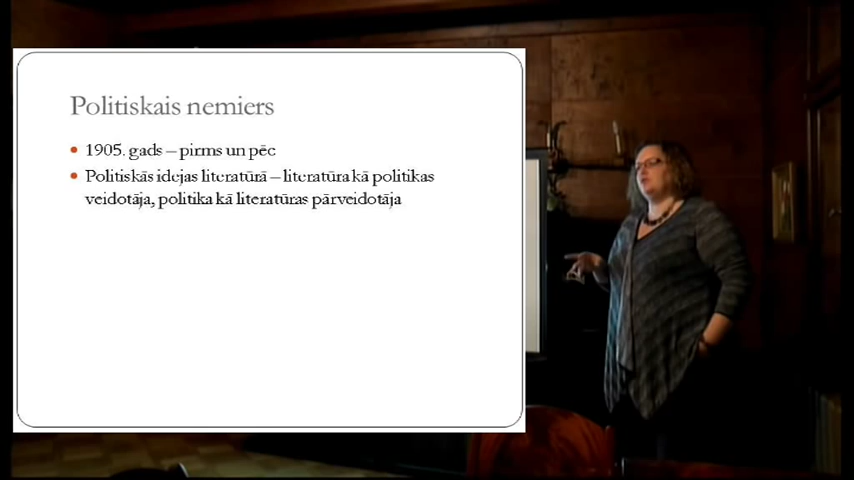 Politiskais nemiers
1905. gads – pirms un pēc
Politiskās idejas literatūrā – literatūra kā politikas
veidotāja, politika kā literatūras pārveidotāja